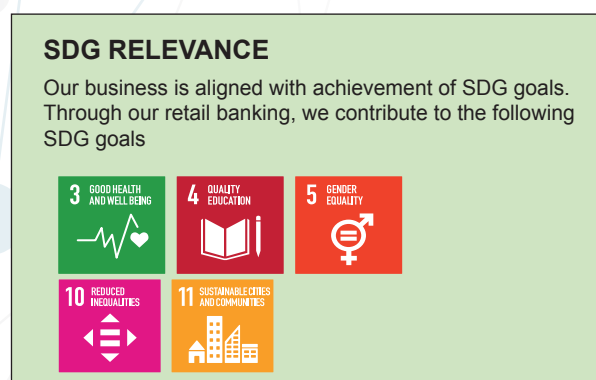 SDG RELEVANCE
Our business is aligned with achievement of SDG goals.
Through our retail banking, we contribute to the following
SDG goals
3 GOOD HEALTH
AND WELL BEING
4 QUALITY
EDUCATION
5 GENDER
EQUALITY
10 REDUCED
INEQUALITIES
11 SUSTAINABLE CITIES
AND COMMUNITIES